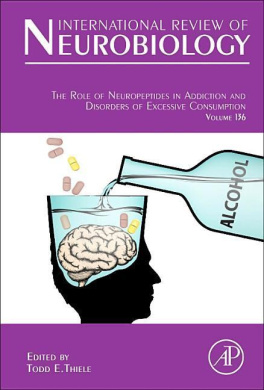 INTERNATIONAL REVIEW OF
NEUROBIOLOGY
THE ROLE OF NEUROPEPTIDES IN ADDICTION AND
DISORDERS OF EXCESSIVE CONSUMPTION
VOLUME 136
ALCOHOL
EDITED BY
TODD E.THIELE
AP